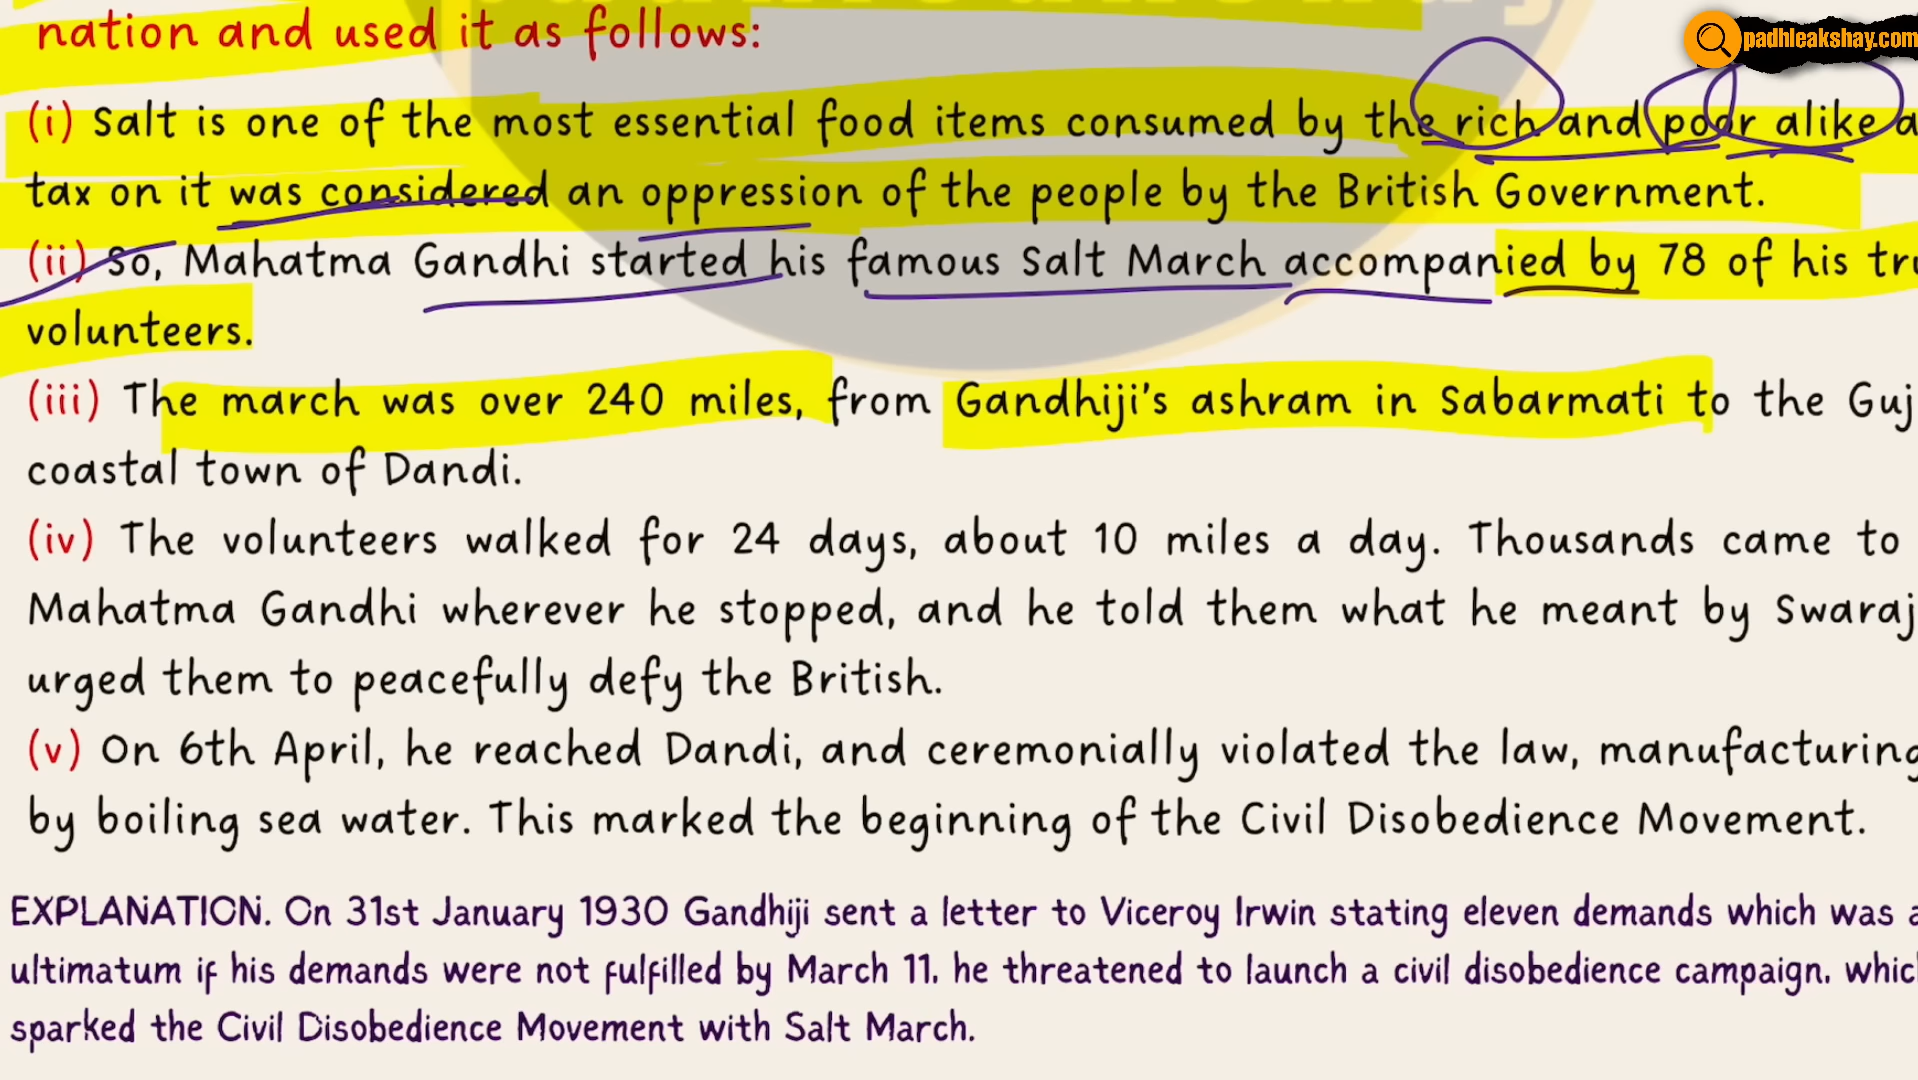 padhleakshay.com
nation and used it as follows:
(i) Salt is one of the most essential food items consumed by the rich and poor alike a
tax on it was considered an oppression of the people by the British Government.
(ii) So, Mahatma Gandhi started his famous Salt March accompanied by 78 of his tru
volunteers.
(iii) The march was over 240 miles, from Gandhiji's ashram in Sabarmati to the Guj
coastal town of Dandi.
(iv) The volunteers walked for 24 days, about 10 miles a day. Thousands came to
Mahatma Gandhi wherever he stopped, and he told them what he meant by Swaraj
urged them to peacefully defy the British.
(v) On 6th April, he reached Dandi, and ceremonially violated the law, manufacturing
by boiling sea water. This marked the beginning of the Civil Disobedience Movement.
EXPLANATION. On 31st January 1930 Gandhiji sent a letter to Viceroy Irwin stating eleven demands which was a
ultimatum if his demands were not fulfilled by March 11. he threatened to launch a civil disobedience campaign. whic
sparked the Civil Disobedience Movement with Salt March.